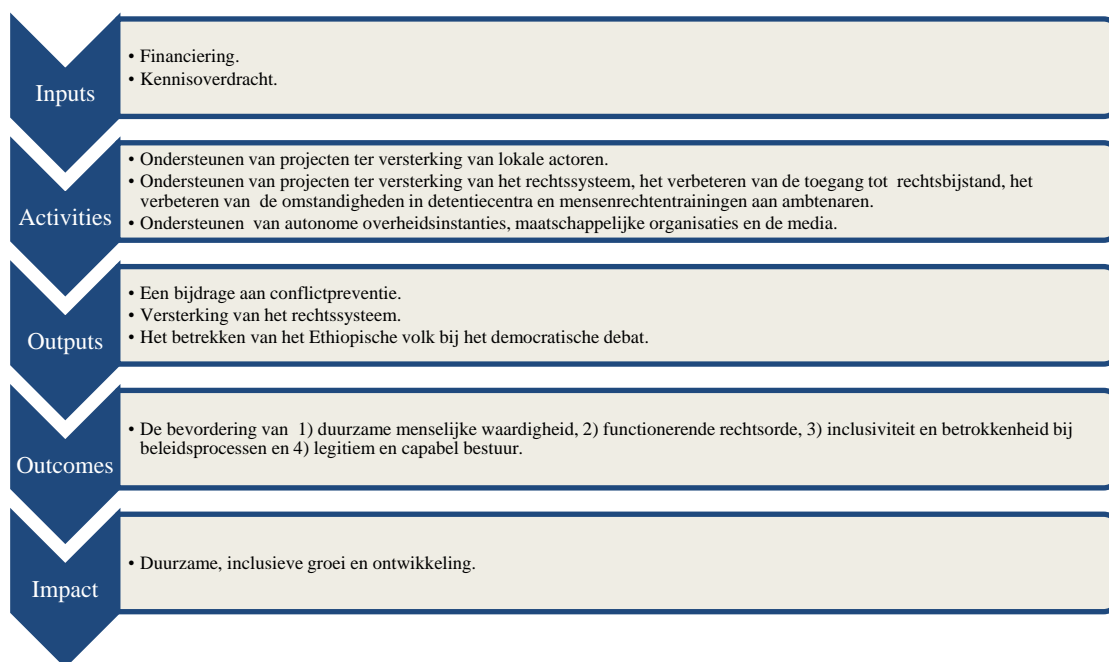 Inputs
• Financiering.
• Kennisoverdracht.
Activities
• Ondersteunen van projecten ter versterking van lokale actoren.
• Ondersteunen van projecten ter versterking van het rechtssysteem, het verbeteren van de toegang tot rechtsbijstand, het
verbeteren van de omstandigheden in detentiecentra en mensenrechtentrainingen aan ambtenaren.
• Ondersteunen van autonome overheidsinstanties, maatschappelijke organisaties en de media.
Outputs
• Een bijdrage aan conflictpreventie.
• Versterking van het rechtssysteem.
• Het betrekken van het Ethiopische volk bij het democratische debat.
Outcomes
• De bevordering van 1) duurzame menselijke waardigheid, 2) functionerende rechtsorde, 3) inclusiviteit en betrokkenheid bij
beleidsprocessen en 4) legitiem en capabel bestuur.
Impact
• Duurzame, inclusieve groei en ontwikkeling.